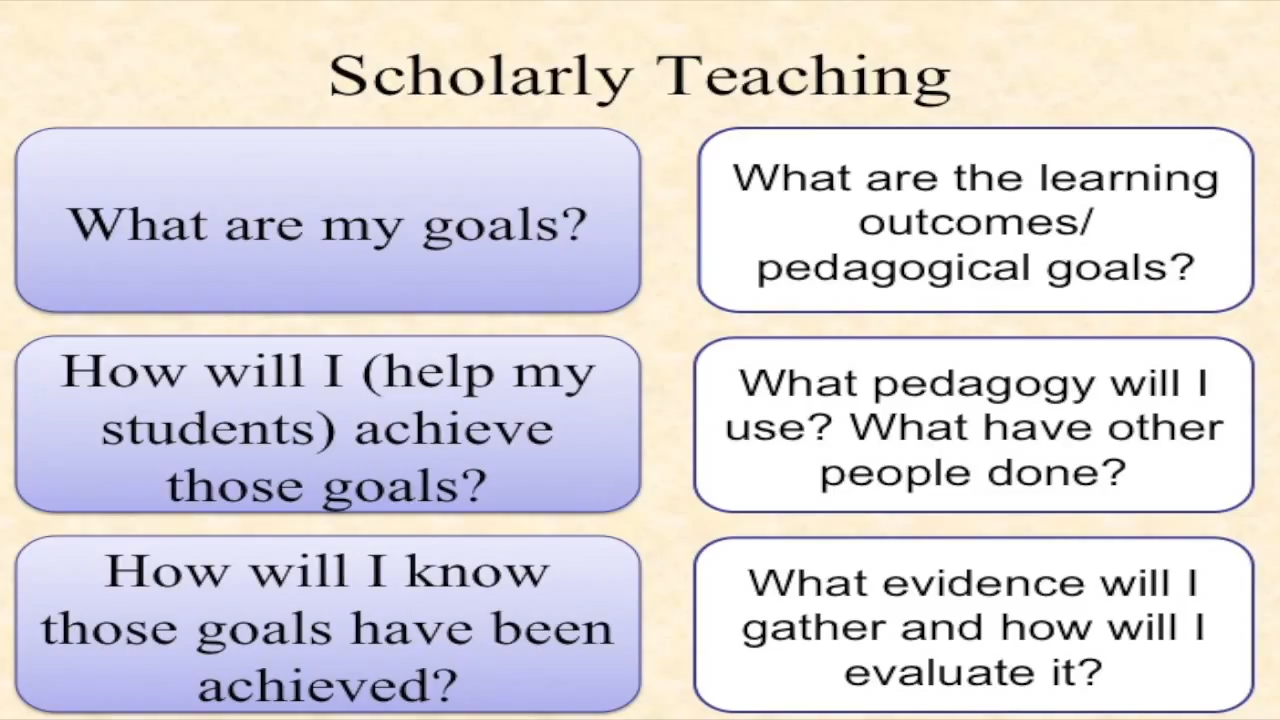 Scholarly Teaching
What are my goals?
What are the learning
outcomes/
pedagogical goals?
How will I (help my
students) achieve
those goals?
What pedagogy will I
use? What have other
people done?
How will I know
those goals have been
achieved?
What evidence will I
gather and how will I
evaluate it?